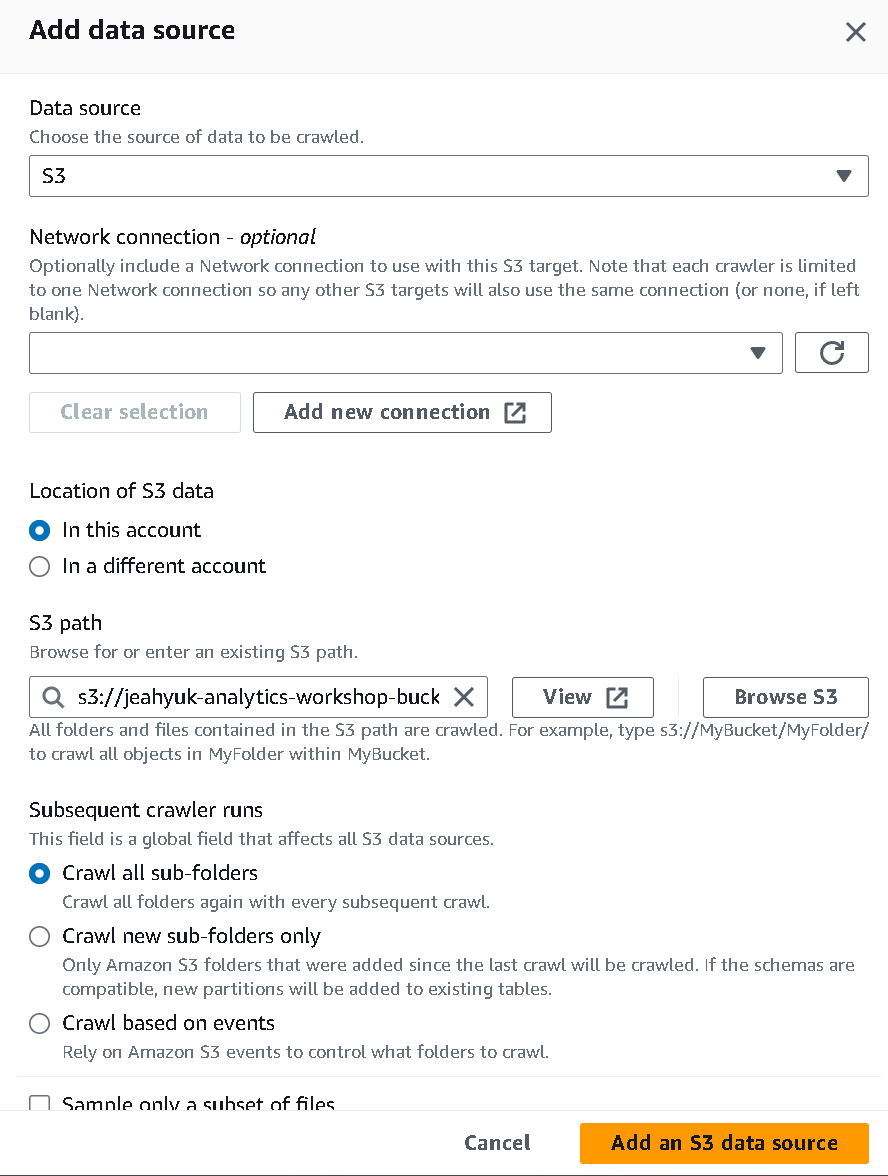 Add data source
Data source
Choose the source of data to be crawled.
S3
Network connection - optional
Optionally include a Network connection to use with this S3 target. Note that each crawler is limited
to one Network connection so any other S3 targets will also use the same connection (or none, if left
blank).
Clear selection
Add new connection
Location of S3 data
In this account
In a different account
S3 path
Browse for or enter an existing S3 path.
s3://jeahyuk-analytics-workshop-buck
View
Browse S3
All folders and files contained in the S3 path are crawled. For example, type s3://MyBucket/MyFolder/
to crawl all objects in MyFolder within MyBucket.
Subsequent crawler runs
This field is a global field that affects all S3 data sources.
Crawl all sub-folders
Crawl all folders again with every subsequent crawl.
Crawl new sub-folders only
Only Amazon S3 folders that were added since the last crawl will be crawled. If the schemas are
compatible, new partitions will be added to existing tables.
Crawl based on events
Rely on Amazon S3 events to control what folders to crawl.
Sample only a subset of files
Cancel
Add an S3 data source